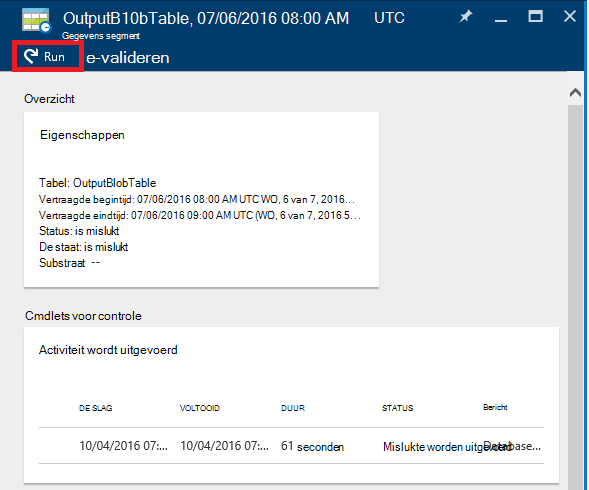 OutputB10bTable, 07/06/2016 08:00 AM UTC
Gegevens segment
Run e-valideren
Overzicht
Eigenschappen
Tabel: OutputBlobTable
Vertraagde begintijd: 07/06/2016 08:00 AM UTC WO, 6 van 7, 2016...
Vertraagde eindtijd: 07/06/2016 09:00 AM UTC (WO, 6 van 7, 2016 5...
Status: is mislukt
De staat: is mislukt
Substraat --
Cmdlets voor controle
Activiteit wordt uitgevoerd
DE SLAG VOLTOOID DUUR STATUS Bericht
10/04/2016 07:... 10/04/2016 07:... 61 seconden Mislukte worden uitgevoerd Database...